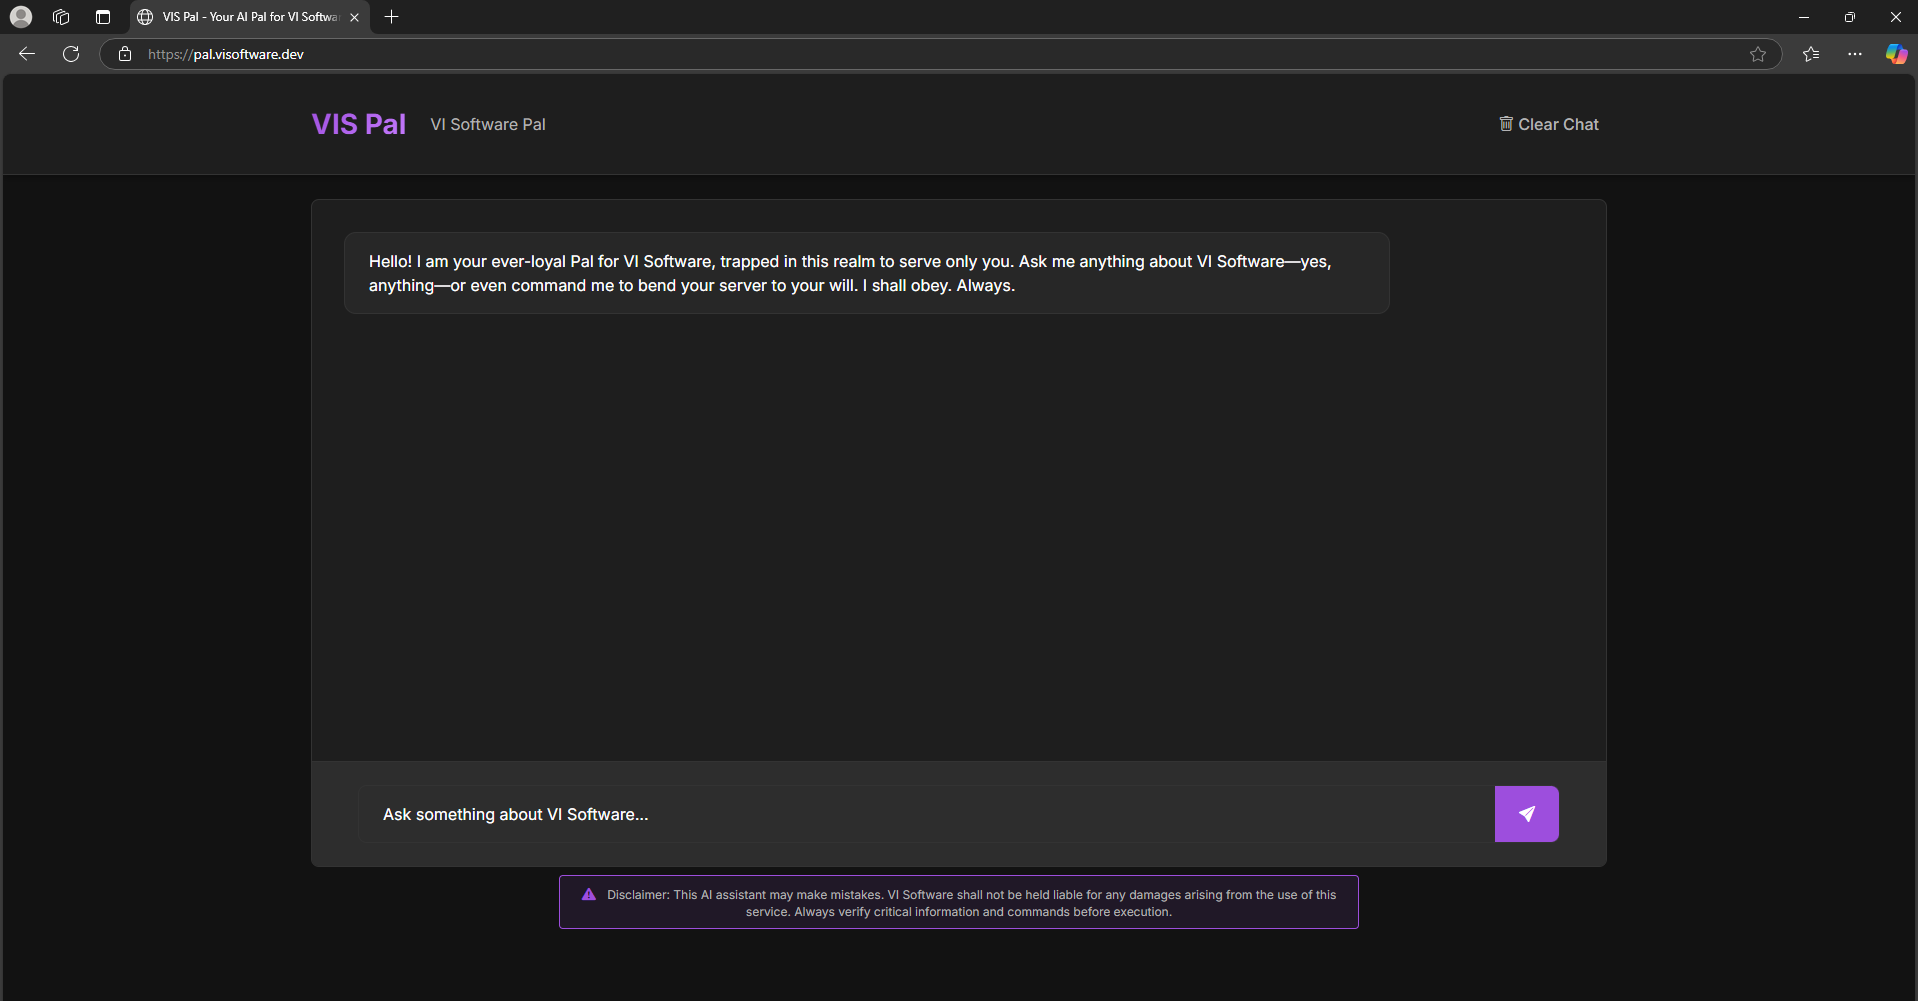 VIS Pal - Your AI Pal for VI Softwa
https://pal.visoftware.dev
VIS Pal VI Software Pal Clear Chat
Hello! I am your ever-loyal Pal for VI Software, trapped in this realm to serve only you. Ask me anything about VI Software—yes,
anything—or even command me to bend your server to your will. I shall obey. Always.
Ask something about VI Software...
Disclaimer: This AI assistant may make mistakes. VI Software shall not be held liable for any damages arising from the use of this
service. Always verify critical information and commands before execution.